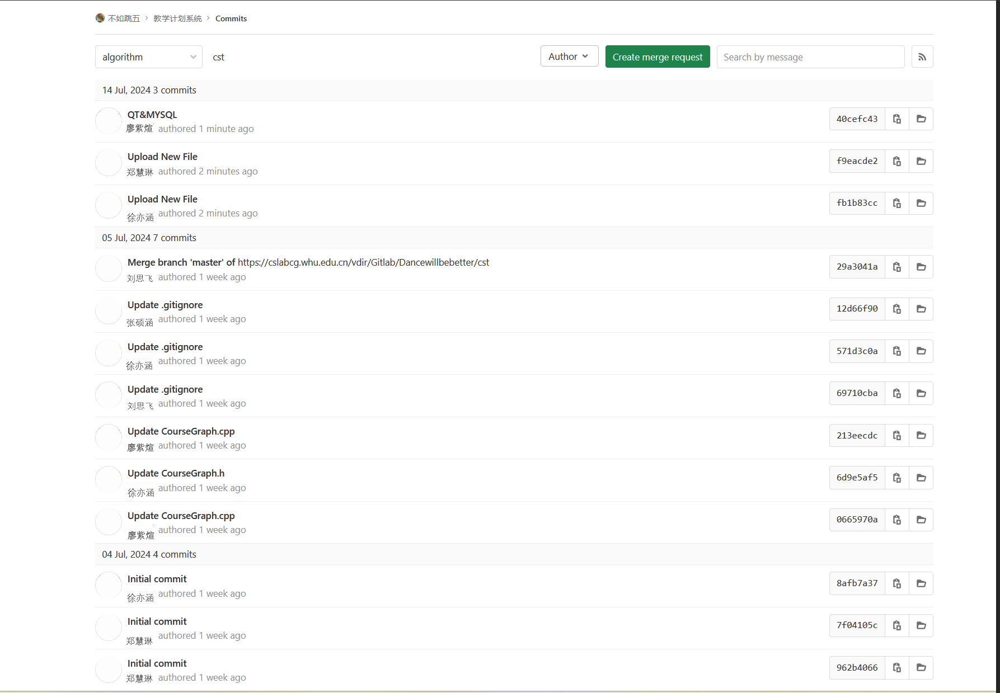 不如跳五 > 教学计划系统 > Commits
algorithm cst Author Create merge request Search by message
14 Jul, 2024 3 commits
QT&MYSQL
廖紫煊 authored 1 minute ago
40cefc43
Upload New File
郑慧琳 authored 2 minutes ago
f9eacde2
Upload New File
徐亦涵 authored 2 minutes ago
fb1b83cc
05 Jul, 2024 7 commits
Merge branch 'master' of https://cslabcg.whu.edu.cn/vdir/Gitlab/Dancewillbebetter/cst
刘思飞 authored 1 week ago
29a3041a
Update .gitignore
张硕涵 authored 1 week ago
12d66f90
Update .gitignore
徐亦涵 authored 1 week ago
571d3c0a
Update .gitignore
刘思飞 authored 1 week ago
69710cba
Update CourseGraph.cpp
廖紫煊 authored 1 week ago
213eecdc
Update CourseGraph.h
徐亦涵 authored 1 week ago
6d9e5af5
Update CourseGraph.cpp
廖紫煊 authored 1 week ago
0665970a
04 Jul, 2024 4 commits
Initial commit
徐亦涵 authored 1 week ago
8afb7a37
Initial commit
郑慧琳 authored 1 week ago
7f04105c
Initial commit
郑慧琳 authored 1 week ago
962b4066